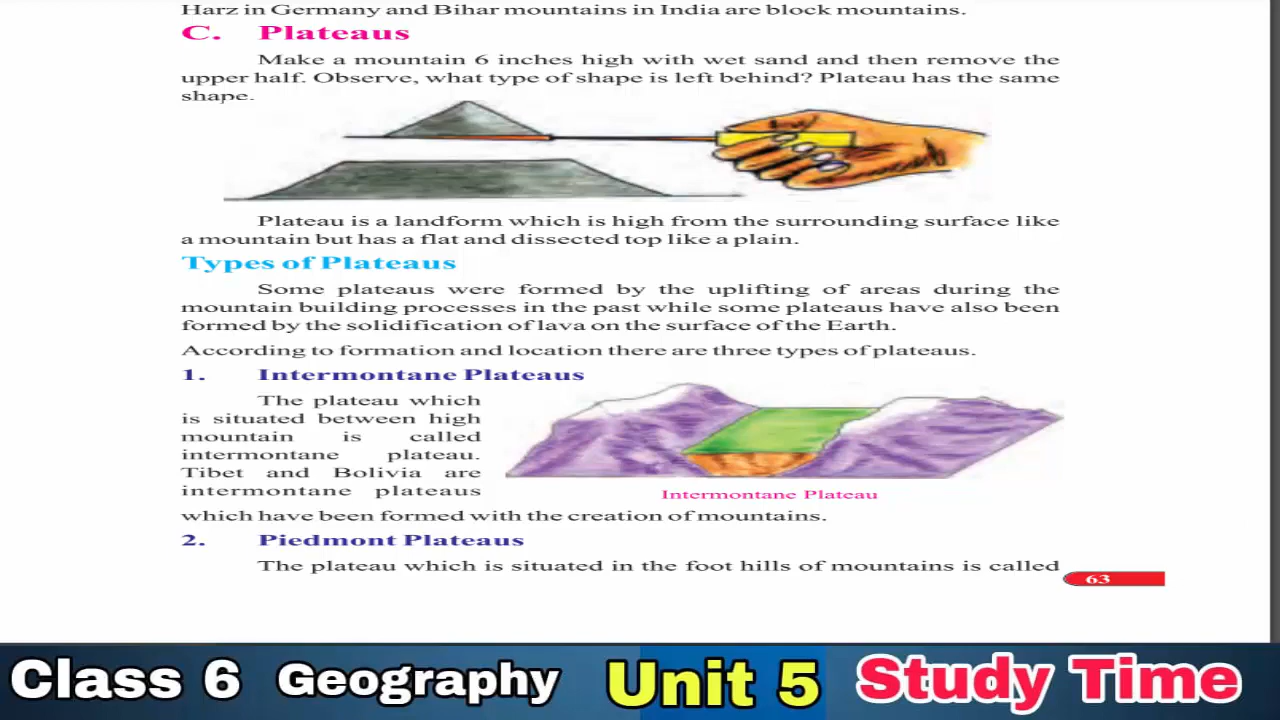 Harz in Germany and Bihar mountains in India are block mountains.
C. Plateaus
Make a mountain 6 inches high with wet sand and then remove the
upper half. Observe, what type of shape is left behind? Plateau has the same
shape.
Plateau is a landform which is high from the surrounding surface like
a mountain but has a flat and dissected top like a plain.
Types of Plateaus
Some plateaus were formed by the uplifting of areas during the
mountain building processes in the past while some plateaus have also been
formed by the solidification of lava on the surface of the Earth.
According to formation and location there are three types of plateaus.
1. Intermontane Plateaus
The plateau which
is situated between high
mountain is called
intermontane plateau.
Tibet and Bolivia are
intermontane plateaus
Intermontane Plateau
which have been formed with the creation of mountains.
2. Piedmont Plateaus
The plateau which is situated in the foot hills of mountains is called
63
Class 6 Geography Unit 5 Study Time